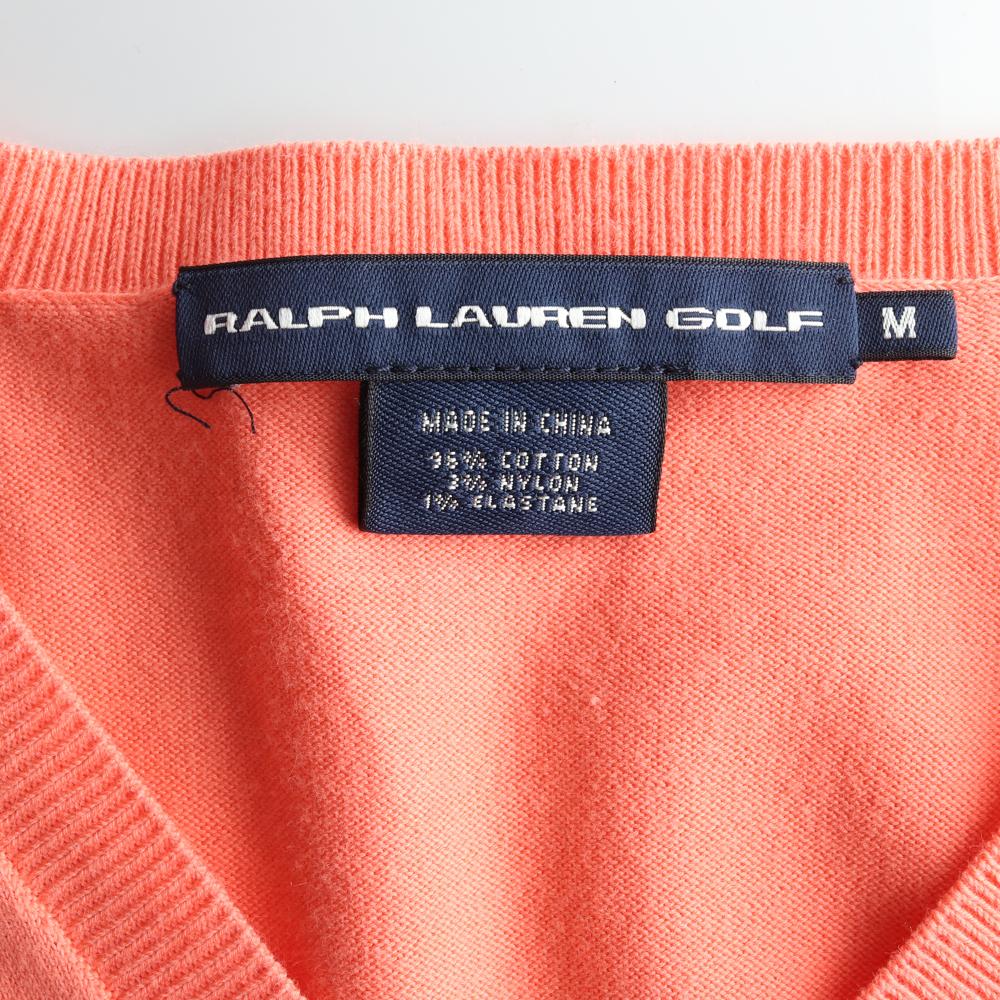 RALPH LAUREN GOLF
M
MADE IN CHINA
96% COTTON
3% NYLON
1% ELASTANE